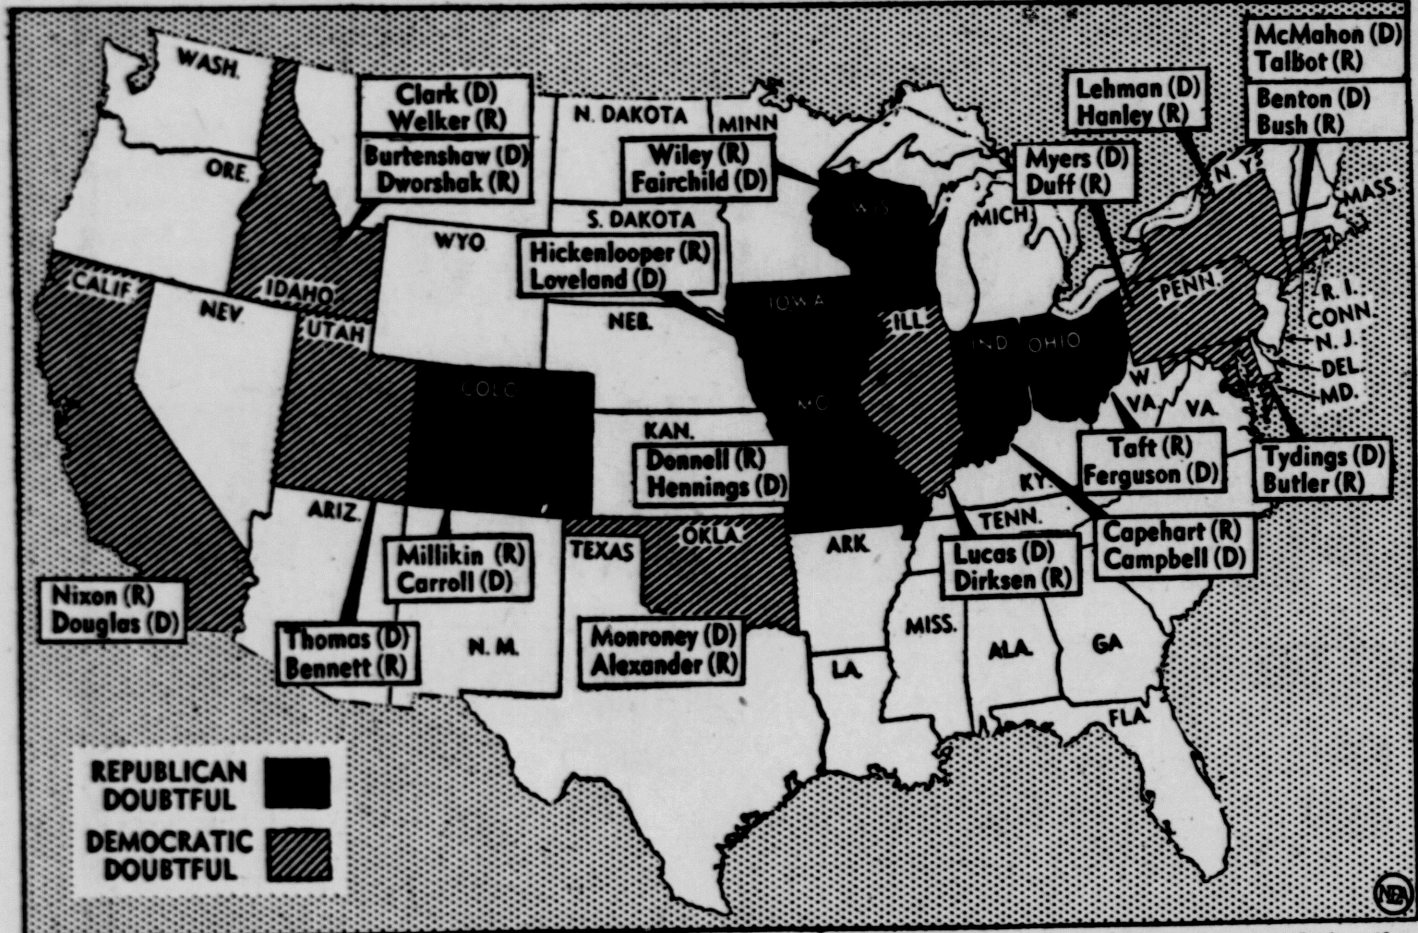 McMahon (D)
Talbot (R)
Benton (D)
Bush (R)
WASH.
Clark (D)
Welker (R)
Burtenshaw (D)
Dworshak (R)
N. DAKOTA
MINN
Lehman (D)
Hanley (R)
Wiley (R)
Fairchild (D)
Myers (D)
Duff (R)
N. Y.
ORE.
MASS.
S. DAKOTA
WIS
MICH
WYO
Hickenlooper (R)
Loveland (D)
CALIF
IDAHO
NEV.
UTAH
NEB.
IOWA
ILL.
IND
OHIO
PENN.
R. I.
CONN.
N. J.
DEL.
MD.
COLO
MO
W.
VA.
VA.
KAN.
Donnell (R)
Hennings (D)
Taft (R)
Ferguson (D)
Tydings (D)
Butler (R)
KY.
ARIZ.
TENN.
Millikin (R)
Carroll (D)
TEXAS
OKLA.
ARK.
Lucas (D)
Dirksen (R)
Capehart (R)
Campbell (D)
Nixon (R)
Douglas (D)
Thomas (D)
Bennett (R)
N. M.
Monroney (D)
Alexander (R)
LA.
MISS.
ALA.
GA
FLA.
REPUBLICAN
DOUBTFUL
DEMOCRATIC
DOUBTFUL
NEA